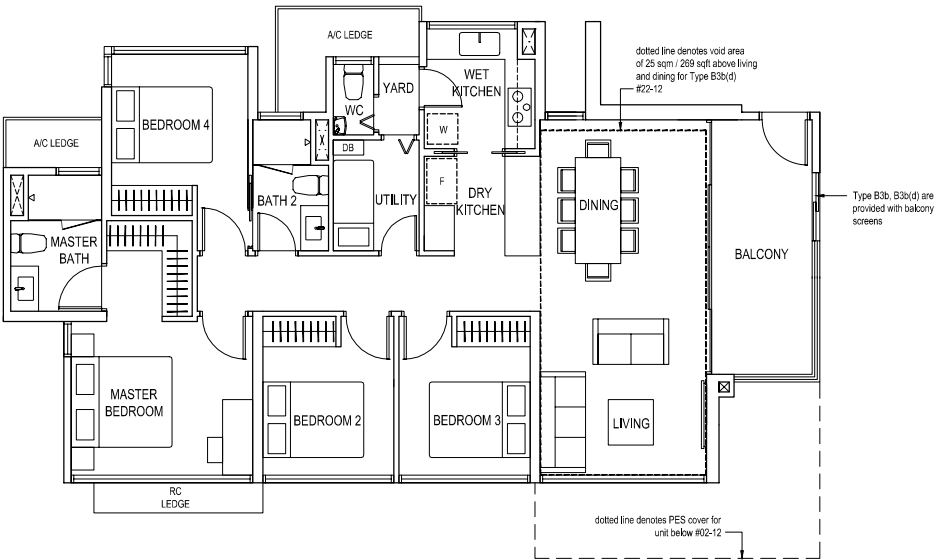 A/C LEDGE
dotted line denotes void area
of 25 sqm / 269 sqft above living
and dining for Type B3b(d)
#22-12
WET
KITCHEN
YARD
WC
BEDROOM 4
W
A/C LEDGE
DB
F
DRY
KITCHEN
BATH 2
UTILITY
DINING
Type B3b, B3b(d) are
provided with balcony
screens
MASTER
BATH
BALCONY
MASTER
BEDROOM
BEDROOM 2
BEDROOM 3
LIVING
RC
LEDGE
dotted line denotes PES cover for
unit below #02-12